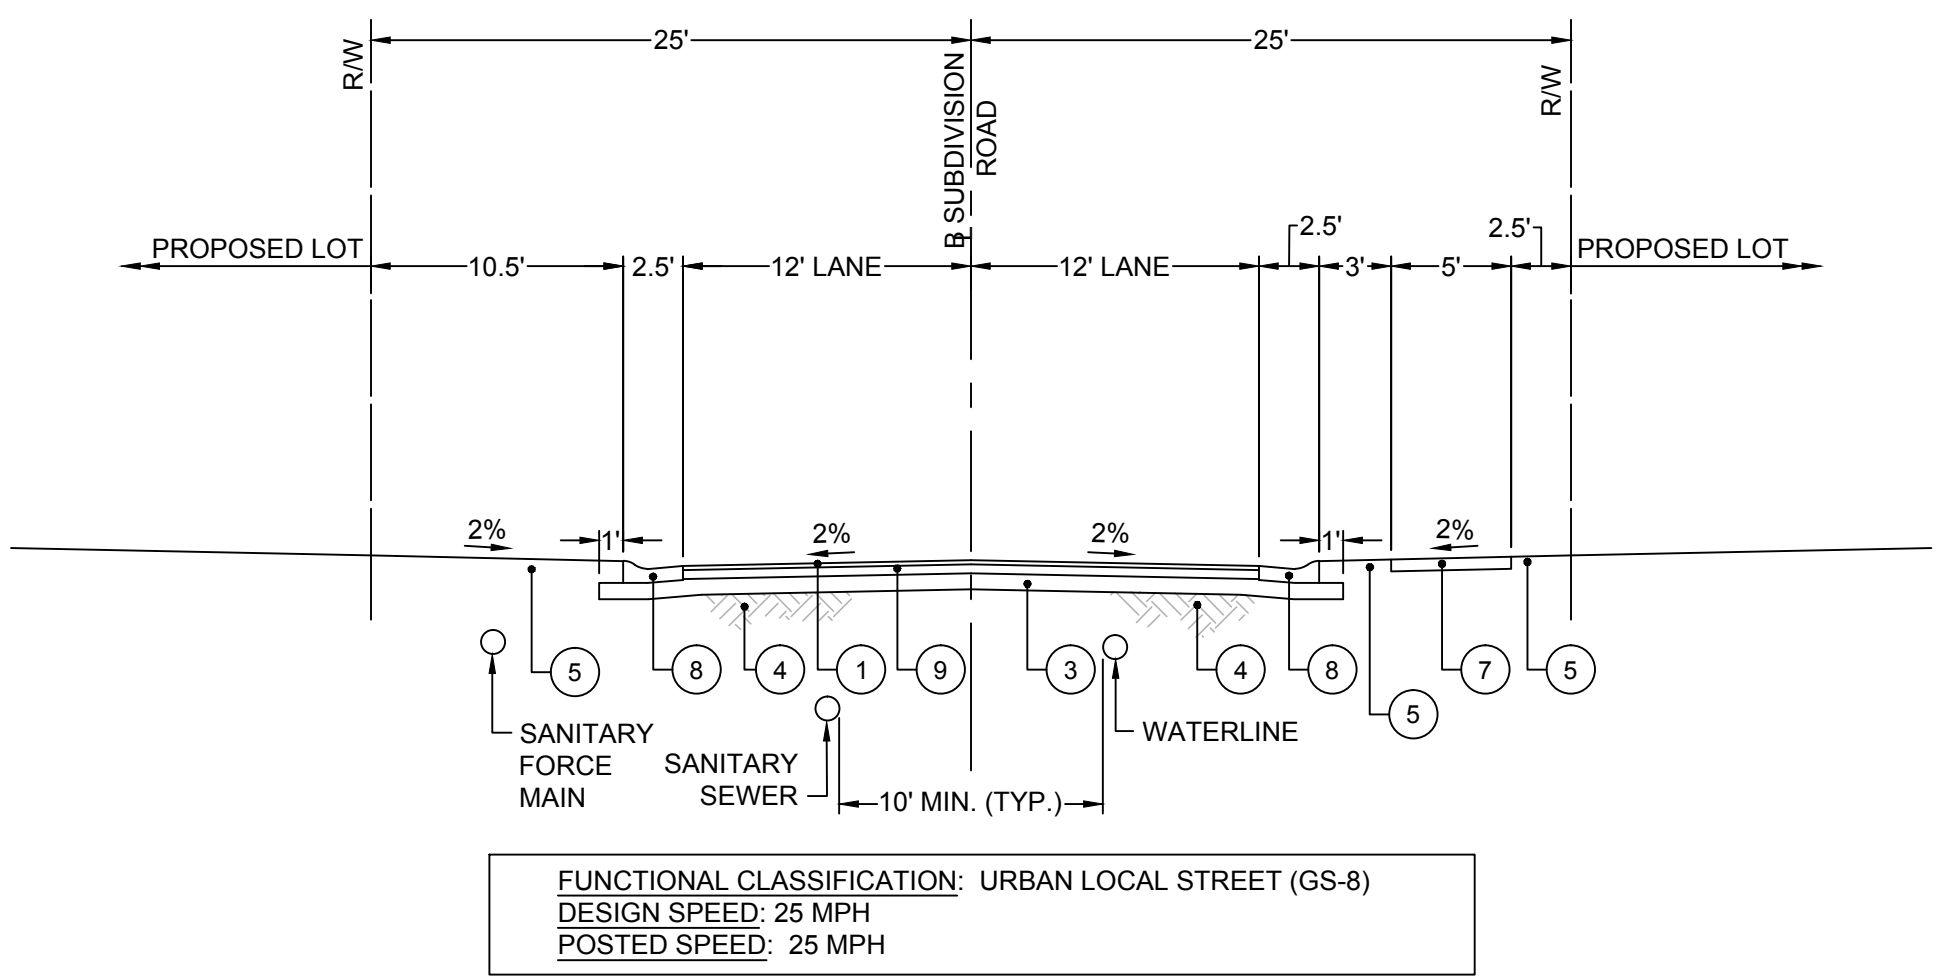 25'
25'
R/W
B SUBDIVISION
ROAD
R/W
2.5'
2.5'
PROPOSED LOT
PROPOSED LOT
10.5'
2.5'
12' LANE
12' LANE
3'
5'
2%
1'
2%
2%
1'
2%
5
8
4
1
9
3
4
8
5
7
5
SANITARY
FORCE
MAIN
SANITARY
SEWER
WATERLINE
10' MIN. (TYP.)
FUNCTIONAL CLASSIFICATION: URBAN LOCAL STREET (GS-8)
DESIGN SPEED: 25 MPH
POSTED SPEED: 25 MPH